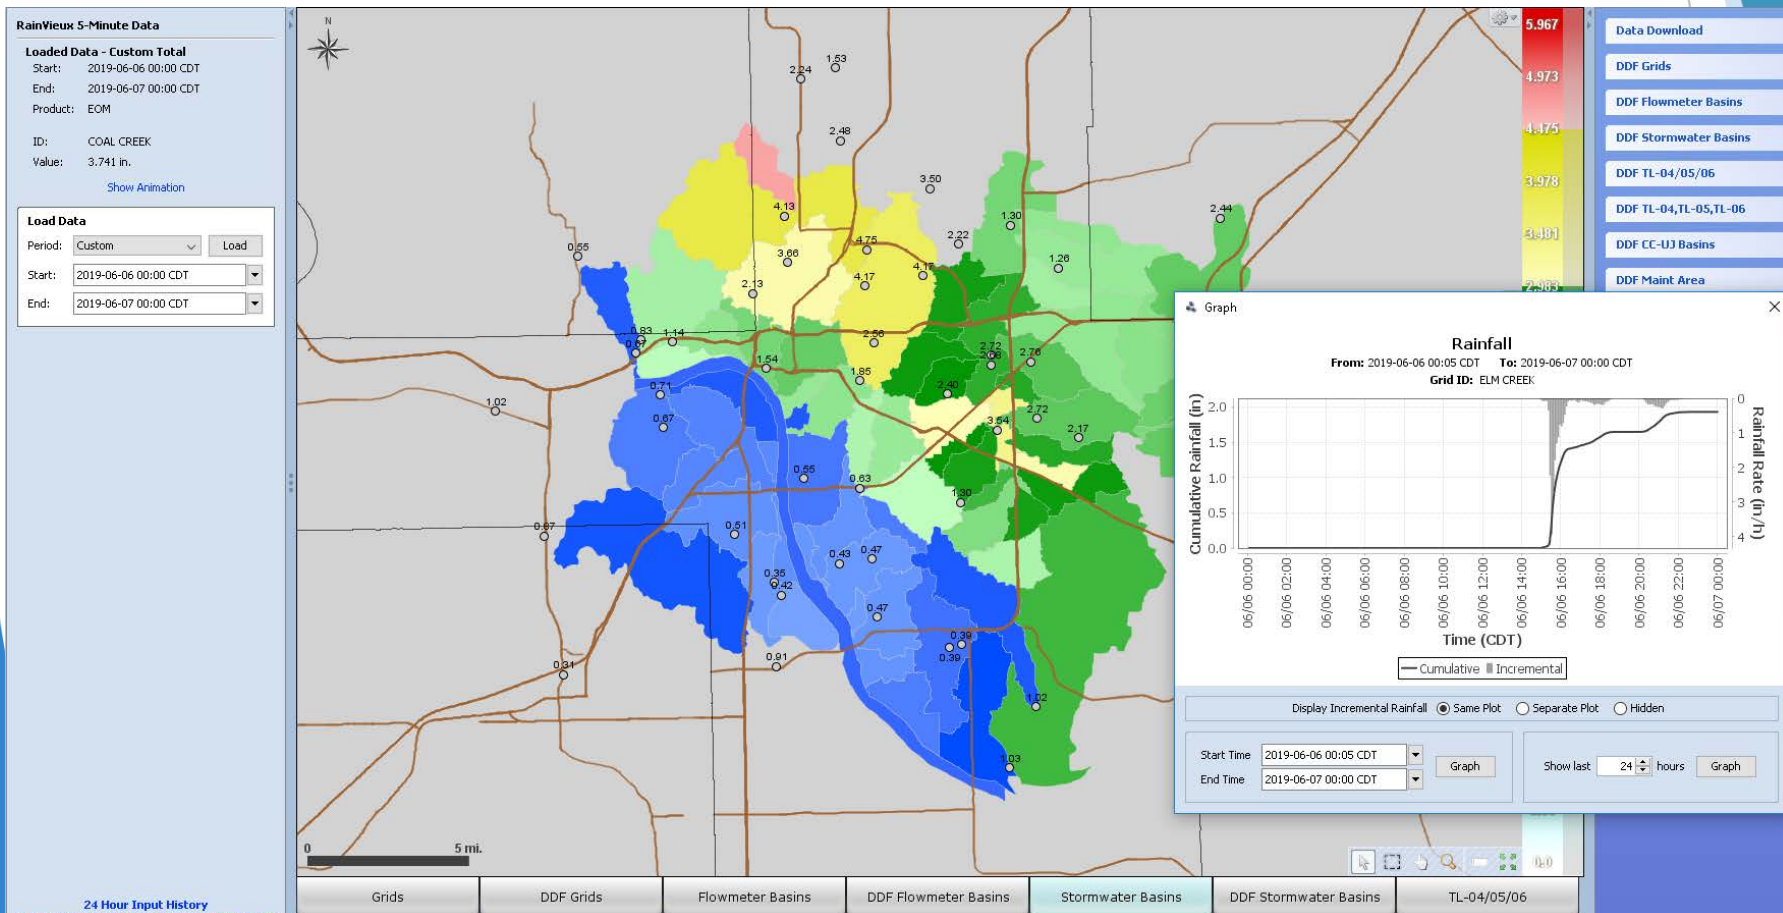 RainVieux 5-Minute Data
Loaded Data - Custom Total
Start: 2019-06-06 00:00 CDT
End: 2019-06-07 00:00 CDT
Product: EOM
ID: COAL CREEK
Value: 3.741 in.
Show Animation
Load Data
Period: Custom Load
Start: 2019-06-06 00:00 CDT
End: 2019-06-07 00:00 CDT
24 Hour Input History
N
1.53
2.24
2.48
3.50
4.13
1.30
2.44
2.22
4.75
0.55
3.66
1.26
4.17
4.17
2.13
0.83
1.14
0.67
2.56
2.72
2.76
1.54
1.85
0.71
2.40
1.02
0.67
3.54
2.72
2.17
0.55
0.63
1.30
0.51
0.87
0.43
0.47
0.35
0.42
0.47
0.39
0.39
0.91
0.31
1.02
1.03
0 5 mi.
5.967
4.973
4.475
3.978
3.481
2.983
0.0
Data Download
DDF Grids
DDF Flowmeter Basins
DDF Stormwater Basins
DDF TL-04/05/06
DDF TL-04,TL-05,TL-06
DDF CC-UJ Basins
DDF Maint Area
Graph
Rainfall
From: 2019-06-06 00:05 CDT To: 2019-06-07 00:00 CDT
Grid ID: ELM CREEK
Cumulative Rainfall (in)
2.0
1.5
1.0
0.5
0.0
0
1
2
3
4
Rainfall Rate (in/h)
06/06 00:00
06/06 02:00
06/06 04:00
06/06 06:00
06/06 08:00
06/06 10:00
06/06 12:00
06/06 14:00
06/06 16:00
06/06 18:00
06/06 20:00
06/06 22:00
06/07 00:00
Time (CDT)
Cumulative Incremental
Display Incremental Rainfall Same Plot Separate Plot Hidden
Start Time 2019-06-06 00:05 CDT
End Time 2019-06-07 00:00 CDT
Graph
Show last 24 hours Graph
Grids
DDF Grids
Flowmeter Basins
DDF Flowmeter Basins
Stormwater Basins
DDF Stormwater Basins
TL-04/05/06